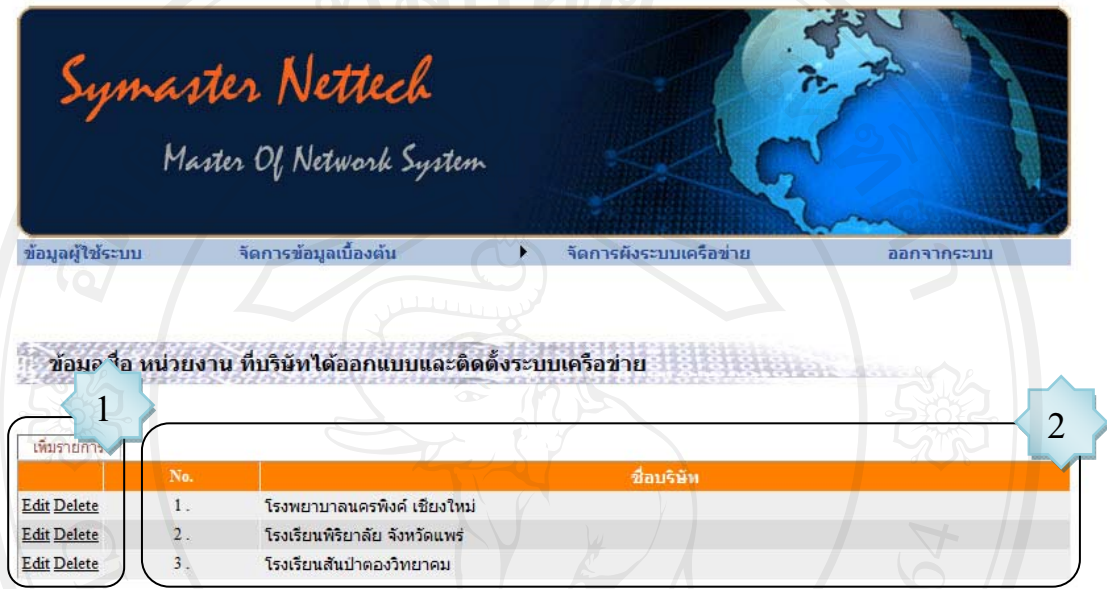 Symaster Nettech
Master Of Network System
ข้อมูลผู้ใช้ระบบ จัดการข้อมูลเบื้องต้น จัดการผังระบบเครือข่าย ออกจากระบบ
หน่วยงาน ที่บริษัทได้ออกแบบและติดตั้งระบบเครือข่าย
1
2
เพิ่มรายการ
No. ชื่อบริษัท
Edit Delete 1 . โรงพยาบาลนครพิงค์ เชียงใหม่
Edit Delete 2 . โรงเรียนพิริยาลัย จังหวัดแพร่
Edit Delete 3 . โรงเรียนสันป่าตองวิทยาคม